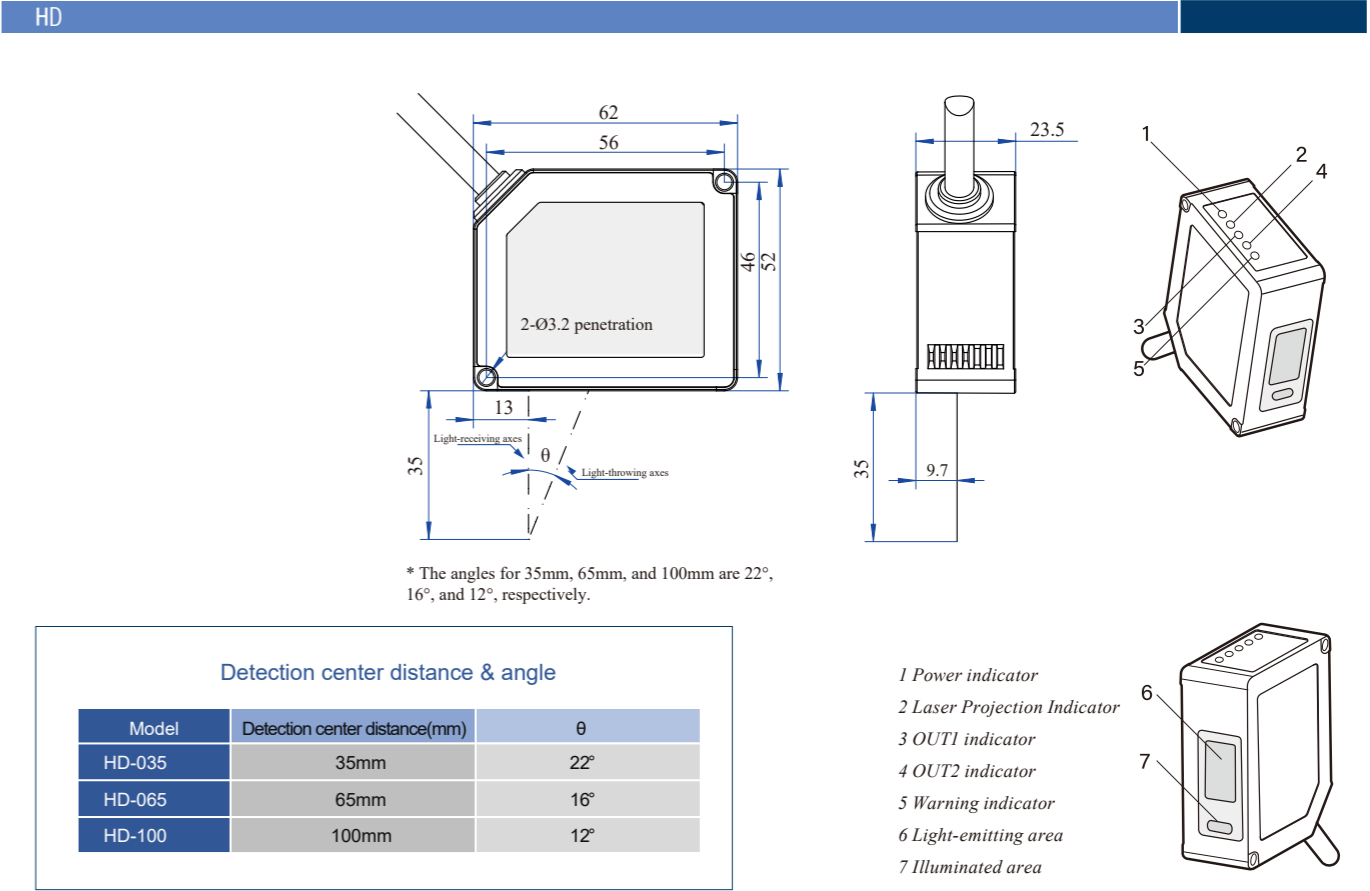 HD
62
56
23.5
1
2
4
46
52
2-Ø3.2 penetration
3
5
13
Light-receiving axes
θ
Light-throwing axes
35
35
9.7
* The angles for 35mm, 65mm, and 100mm are 22°,
16°, and 12°, respectively.
Detection center distance & angle
Model Detection center distance(mm) θ
HD-035 35mm 22°
HD-065 65mm 16°
HD-100 100mm 12°
1 Power indicator
2 Laser Projection Indicator
3 OUT1 indicator
4 OUT2 indicator
5 Warning indicator
6 Light-emitting area
7 Illuminated area
6
7